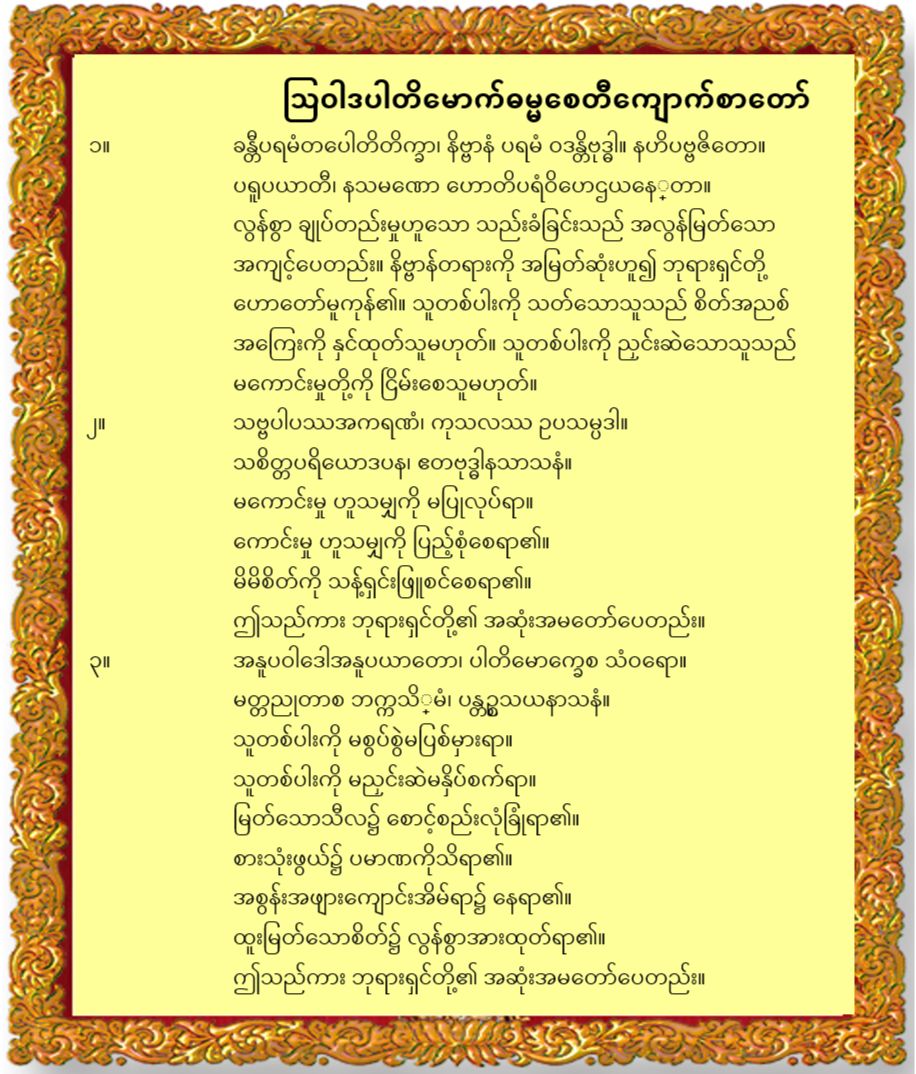 ဩဝါဒပါတိမောက်ဓမ္မစေတီကျောက်စာတော်
၁။ ခန္တီပရမံတပေါတိတိက္ခာ၊ နိဗ္ဗာနံ ပရမံ ဝဒန္တိဗုဒ္ဓါ။ နဟိပဗ္ဗဇိတော။
ပရူပယာတီ၊ နသမဏော ဟောတိပရံဝိဟေဌယနေ္တာ။
လွန်စွာ ချုပ်တည်းမှုဟူသော သည်းခံခြင်းသည် အလွန်မြတ်သော
အကျင့်ပေတည်း။ နိဗ္ဗာန်တရားကို အမြတ်ဆုံးဟူ၍ ဘုရားရှင်တို့
ဟောတော်မူကုန်၏။ သူတစ်ပါးကို သတ်သောသူသည် စိတ်အညစ်
အကြေးကို နှင်ထုတ်သူမဟုတ်။ သူတစ်ပါးကို ညှင်းဆဲသောသူသည်
မကောင်းမှုတို့ကို ငြိမ်းစေသူမဟုတ်။
၂။ သဗ္ဗပါပဿအကရဏံ၊ ကုသလဿ ဥပသမ္ပဒါ။
သစိတ္တပရိယောဒပန၊ ဧတဗုဒ္ဓါနသာသနံ။
မကောင်းမှု ဟူသမျှကို မပြုလုပ်ရာ။
ကောင်းမှု ဟူသမျှကို ပြည့်စုံစေရာ၏။
မိမိစိတ်ကို သန့်ရှင်းဖြူစင်စေရာ၏။
ဤသည်ကား ဘုရားရှင်တို့၏ အဆုံးအမတော်ပေတည်း။
၃။ အနူပဝါဒေါအနူပယာတော၊ ပါတိမောက္ခေစ သံဝရော။
မတ္တညုတာစ ဘက္ကသိ္မံ၊ ပန္တဉ္စသယနာသနံ။
သူတစ်ပါးကို မစွပ်စွဲမပြစ်မှားရာ။
သူတစ်ပါးကို မညှင်းဆဲမနှိပ်စက်ရာ။
မြတ်သောသီလ၌ စောင့်စည်းလုံခြုံရာ၏။
စားသုံးဖွယ်၌ ပမာဏကိုသိရာ၏။
အစွန်းအဖျားကျောင်းအိမ်ရာ၌ နေရာ၏။
ထူးမြတ်သောစိတ်၌ လွန်စွာအားထုတ်ရာ၏။
ဤသည်ကား ဘုရားရှင်တို့၏ အဆုံးအမတော်ပေတည်း။